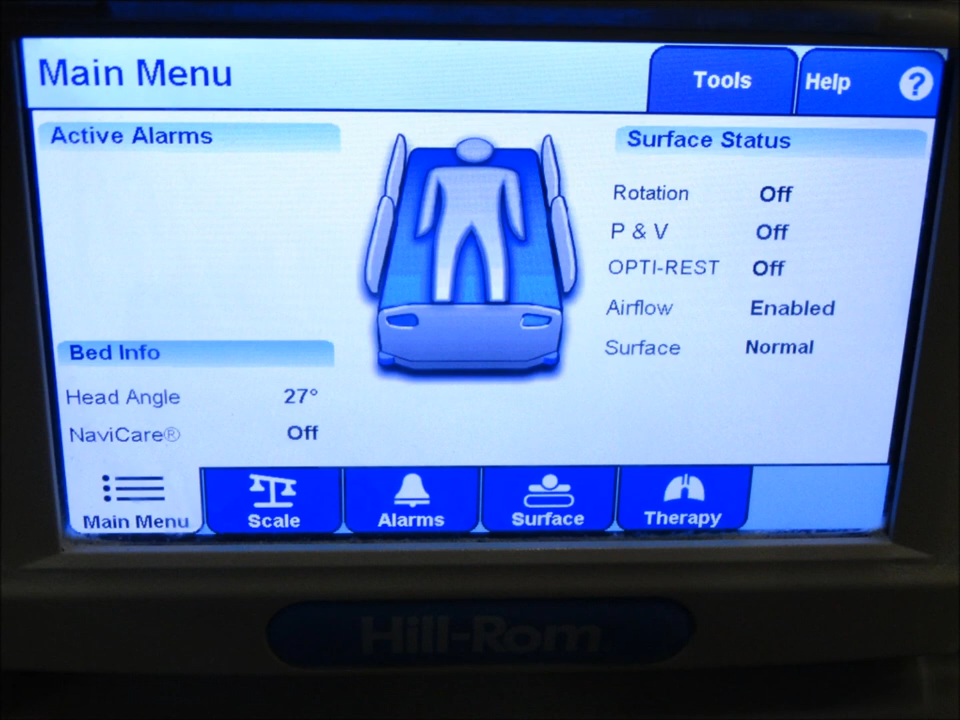 Main Menu
Tools
Help ?
Active Alarms
Surface Status
Rotation Off
P & V Off
OPTI-REST Off
Airflow Enabled
Surface Normal
Bed Info
Head Angle 27°
NaviCare® Off
Main Menu
Scale
Alarms
Surface
Therapy
Hill-Rom